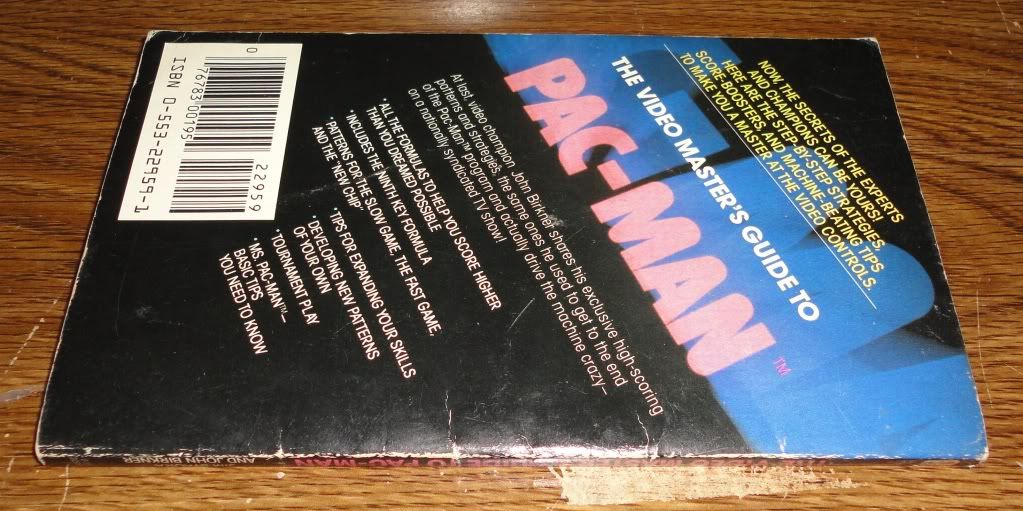 NOW, THE SECRETS OF THE EXPERTS
AND CHAMPIONS CAN BE YOURS!
HERE ARE THE STEP-BY-STEP STRATEGIES,
SCORE BOOSTERS AND MACHINE-BEATING TIPS
TO MAKE YOU A MASTER AT THE VIDEO CONTROLS.
THE VIDEO MASTER'S GUIDE TO
PAC-MAN™
At last video champion John Birkner shares his exclusive high-scoring
patterns and strategies, the same ones he used to get to the end
of the Pac-Man™ program and actually drive the machine crazy—
on a nationally syndicated TV show!
*ALL THE FORMULAS TO HELP YOU SCORE HIGHER
THAN YOU DREAMED POSSIBLE
*INCLUDES THE NINTH KEY FORMULA
*PATTERNS FOR THE SLOW GAME, THE FAST GAME,
AND THE "NEW CHIP"
*TIPS FOR EXPANDING YOUR SKILLS
*DEVELOPING NEW PATTERNS
OF YOUR OWN
*TOURNAMENT PLAY
*MS. PAC-MAN™—
BASIC TIPS
YOU NEED TO KNOW
0 76783 00795
22959
ISBN 0-553-22959-1
GUIDE TO PAC-MAN
AND JOHN BIRKNER